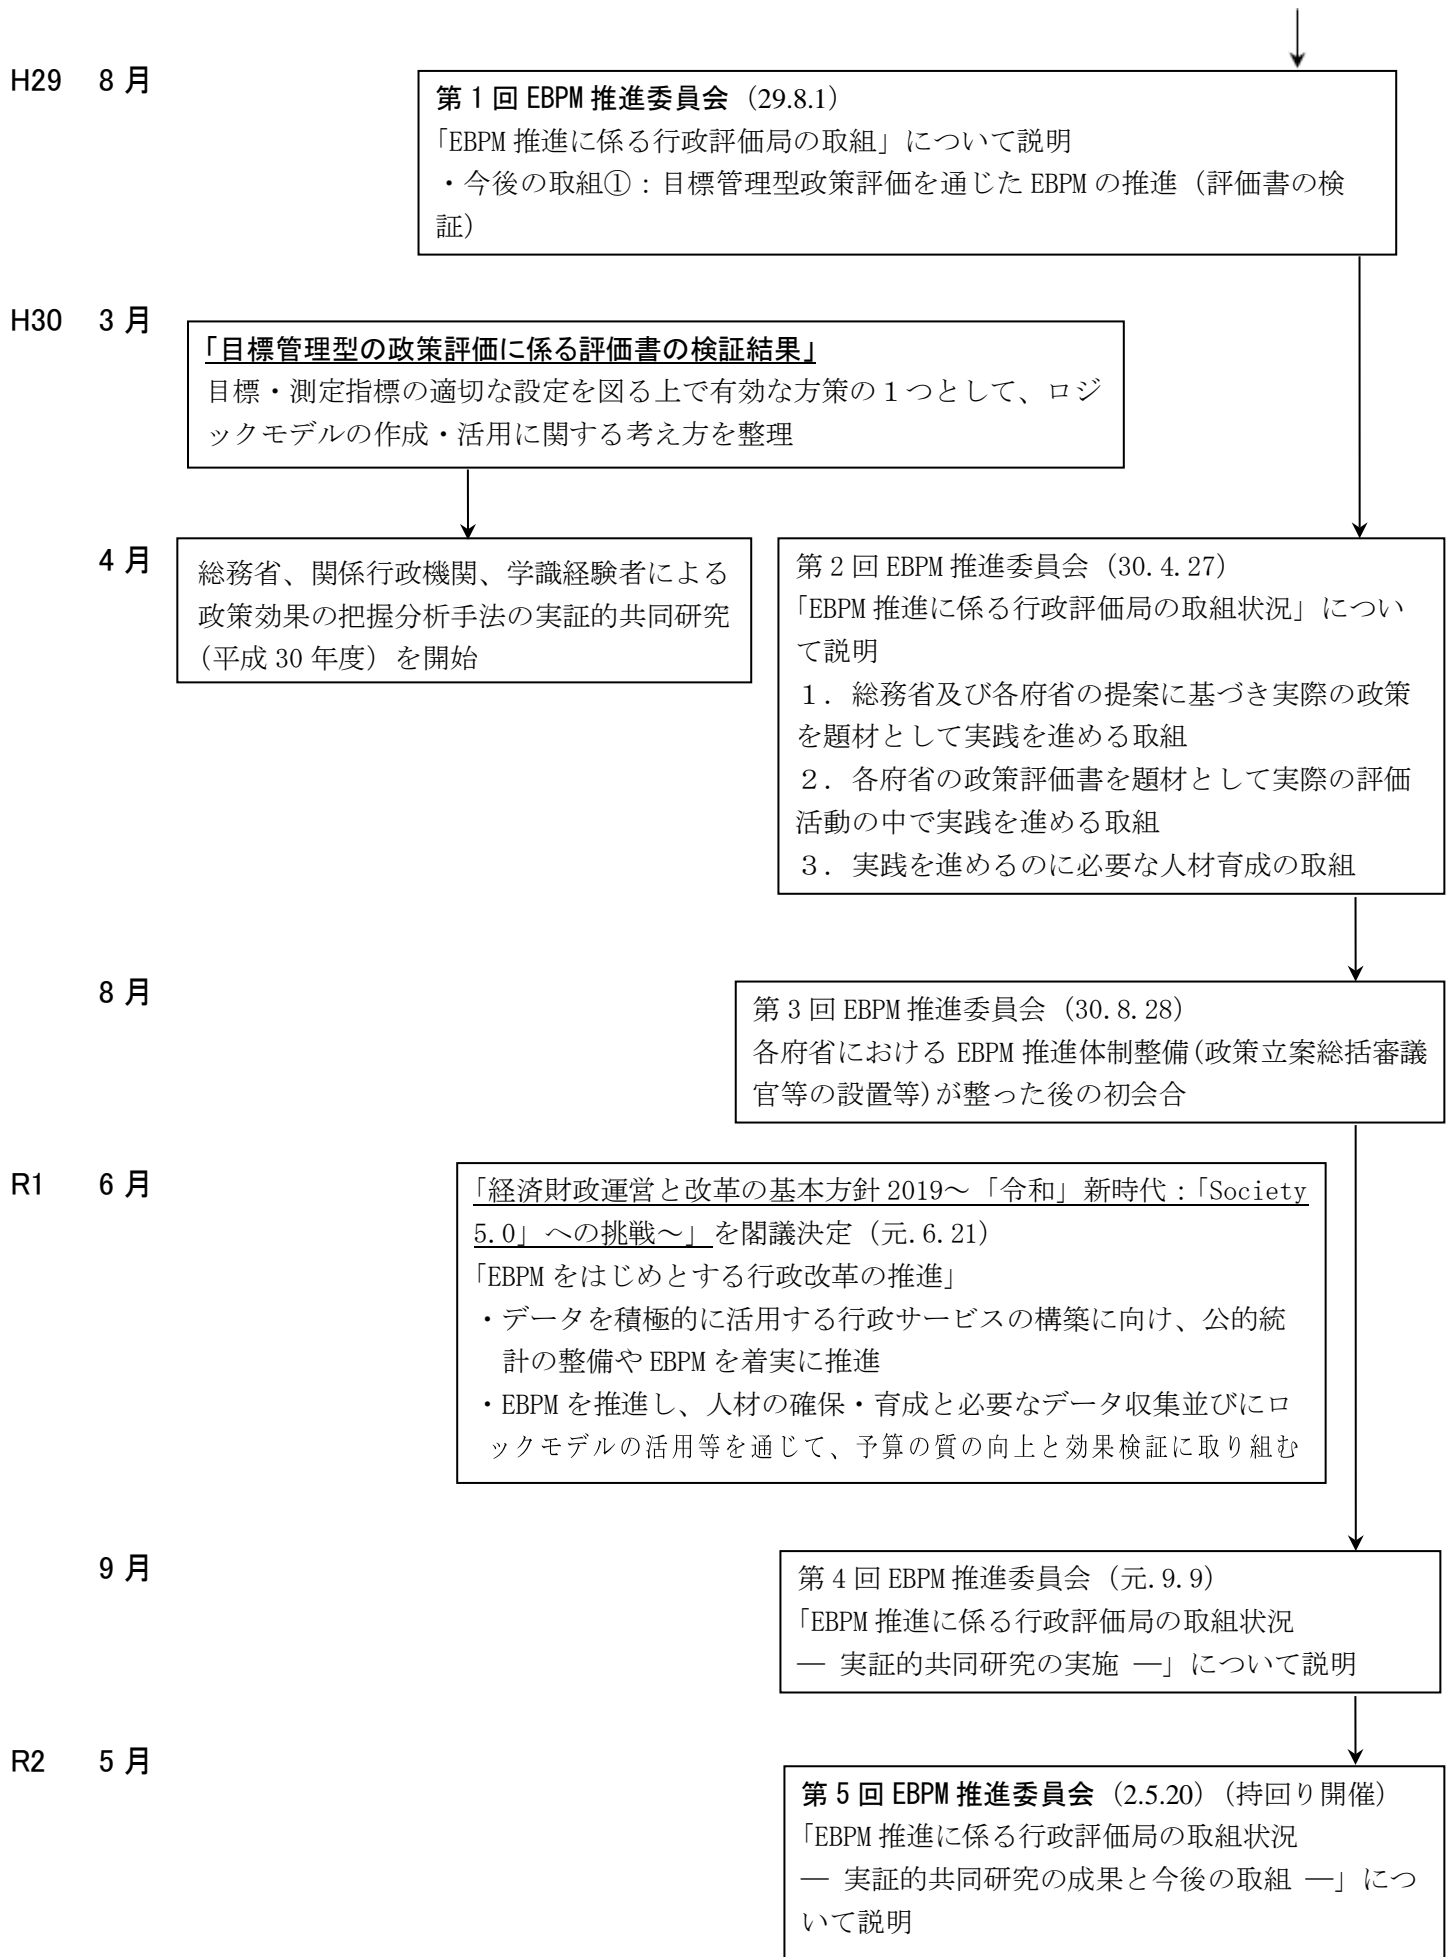 H29 8月
第1回 EBPM 推進委員会（29.8.1）
「EBPM 推進に係る行政評価局の取組」について説明
・今後の取組①：目標管理型政策評価を通じた EBPM の推進（評価書の検
証）
H30 3月
「目標管理型の政策評価に係る評価書の検証結果」
目標・測定指標の適切な設定を図る上で有効な方策の１つとして、ロジ
ックモデルの作成・活用に関する考え方を整理
4月
総務省、関係行政機関、学識経験者による
政策効果の把握分析手法の実証的共同研究
（平成 30 年度）を開始
第 2 回 EBPM 推進委員会（30.4.27）
「EBPM 推進に係る行政評価局の取組状況」につい
て説明
１．総務省及び各府省の提案に基づき実際の政策
を題材として実践を進める取組
２．各府省の政策評価書を題材として実際の評価
活動の中で実践を進める取組
３．実践を進めるのに必要な人材育成の取組
8月
第 3 回 EBPM 推進委員会（30.8.28）
各府省における EBPM 推進体制整備(政策立案総括審議
官等の設置等)が整った後の初会合
R1 6月
「経済財政運営と改革の基本方針 2019～「令和」新時代：「Society
5.0」への挑戦～」を閣議決定（元.6.21）
「EBPM をはじめとする行政改革の推進」
・データを積極的に活用する行政サービスの構築に向け、公的統
計の整備や EBPM を着実に推進
・EBPM を推進し、人材の確保・育成と必要なデータ収集並びにロ
ックモデルの活用等を通じて、予算の質の向上と効果検証に取り組む
9月
第 4 回 EBPM 推進委員会（元.9.9）
「EBPM 推進に係る行政評価局の取組状況
― 実証的共同研究の実施 ―」について説明
R2 5月
第 5 回 EBPM 推進委員会（2.5.20）（持回り開催）
「EBPM 推進に係る行政評価局の取組状況
― 実証的共同研究の成果と今後の取組 ―」につ
いて説明